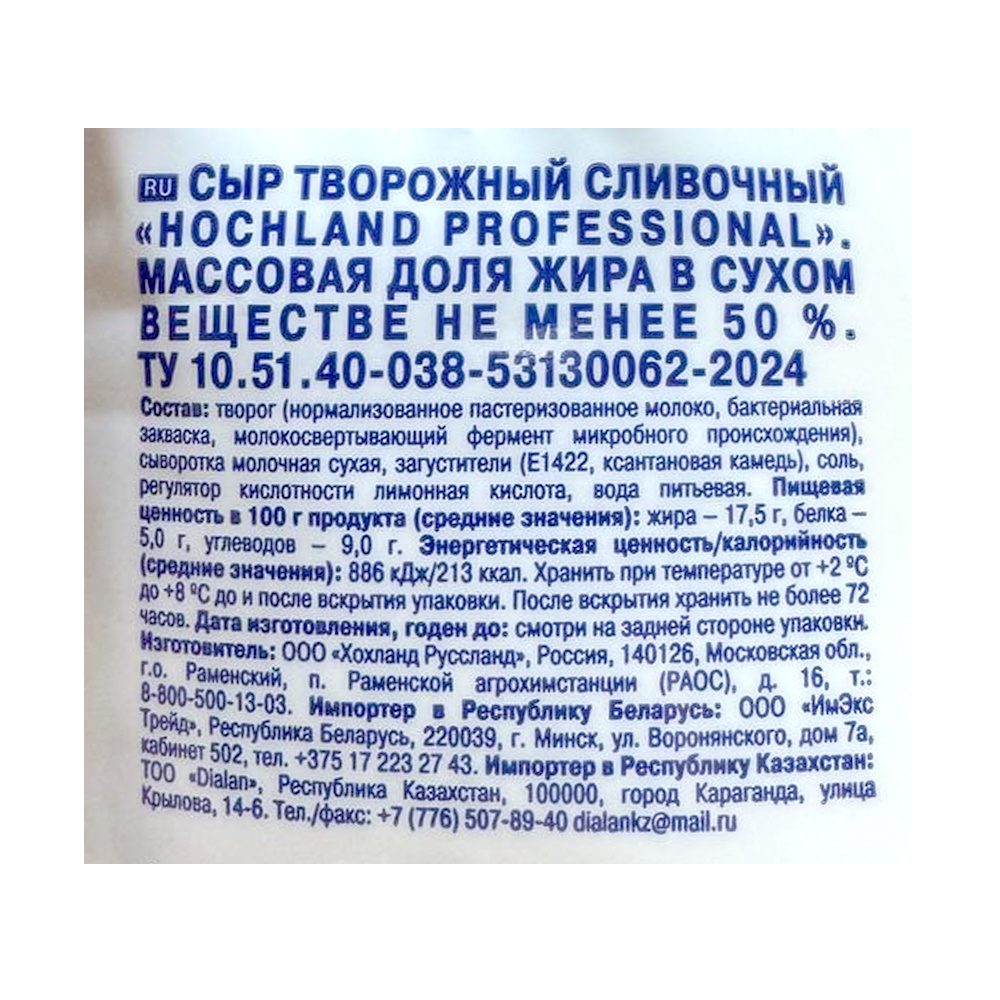 RU СЫР ТВОРОЖНЫЙ СЛИВОЧНЫЙ
«HOCHLAND PROFESSIONAL».
МАССОВАЯ ДОЛЯ ЖИРА В СУХОМ
ВЕЩЕСТВЕ НЕ МЕНЕЕ 50 %.
ТУ 10.51.40-038-53130062-2024
Состав: творог (нормализованное пастеризованное молоко, бактериальная
закваска, молокосвертывающий фермент микробного происхождения),
сыворотка молочная сухая, загустители (Е1422, ксантановая камедь), соль,
регулятор кислотности лимонная кислота, вода питьевая. Пищевая
ценность в 100 г продукта (средние значения): жира – 17,5 г, белка –
5,0 г, углеводов – 9,0 г. Энергетическая ценность/калорийность
(средние значения): 886 кДж/213 ккал. Хранить при температуре от +2 ºС
до +8 ºС до и после вскрытия упаковки. После вскрытия хранить не более 72
часов. Дата изготовления, годен до: смотри на задней стороне упаковки.
Изготовитель: ООО «Хохланд Руссланд», Россия, 140126, Московская обл.,
г.о. Раменский, п. Раменской агрохимстанции (РАОС), д. 16, т.:
8-800-500-13-03. Импортер в Республику Беларусь: ООО «ИмЭкс
Трейд», Республика Беларусь, 220039, г. Минск, ул. Воронянского, дом 7а,
кабинет 502, тел. +375 17 223 27 43. Импортер в Республику Казахстан:
ТОО «Dialan», Республика Казахстан, 100000, город Караганда, улица
Крылова, 14-6. Тел./факс: +7 (776) 507-89-40 dialankz@mail.ru